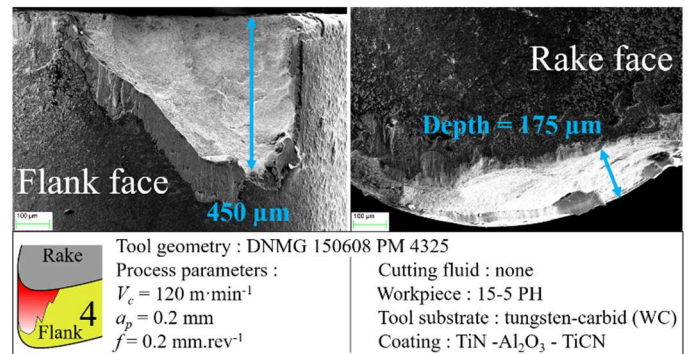 Flank face
450 µm
100 µm
Rake face
Depth = 175 µm
100 µm
Rake
Flank
4
Tool geometry : DNMG 150608 PM 4325
Process parameters :
Vc = 120 m·min-1
ap = 0.2 mm
f = 0.2 mm.rev-1
Cutting fluid : none
Workpiece : 15-5 PH
Tool substrate : tungsten-carbid (WC)
Coating : TiN -Al2O3 - TiCN